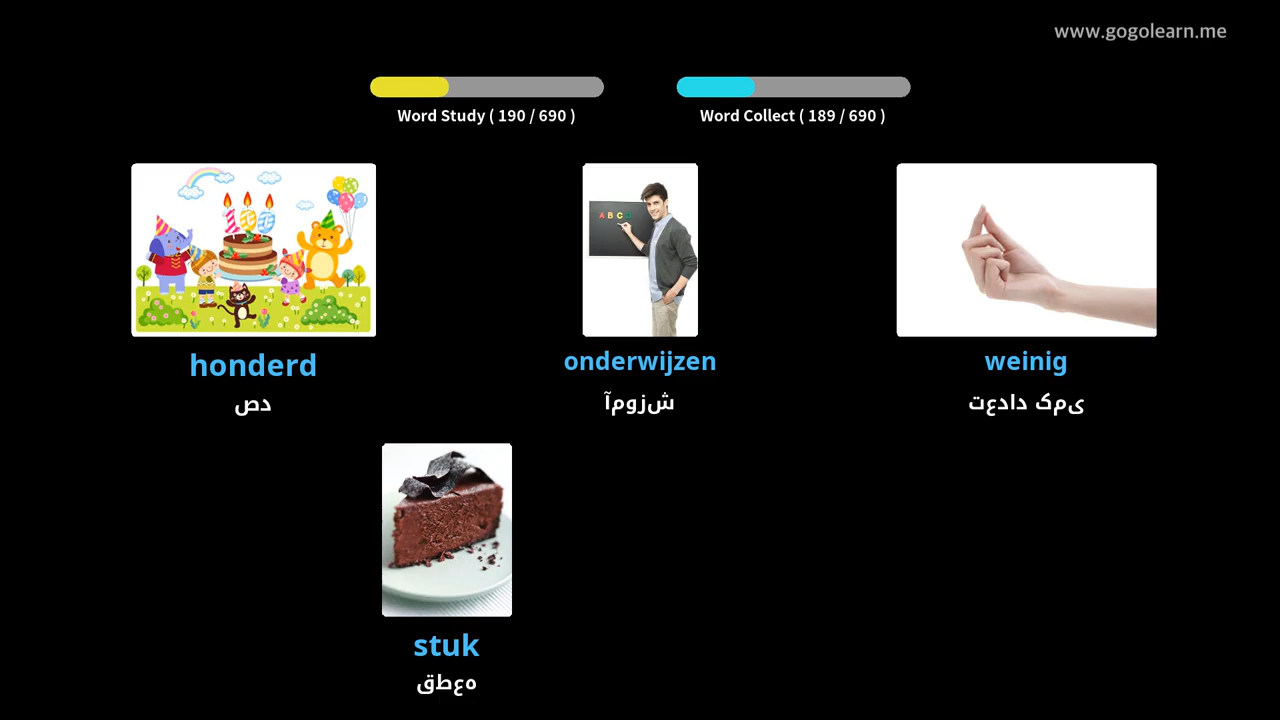 www.gogolearn.me
Word Study ( 190 / 690 )
Word Collect ( 189 / 690 )
100
A B C
honderd
دص
onderwijzen
شزومآ
weinig
یمک دادعت
stuk
هعطق